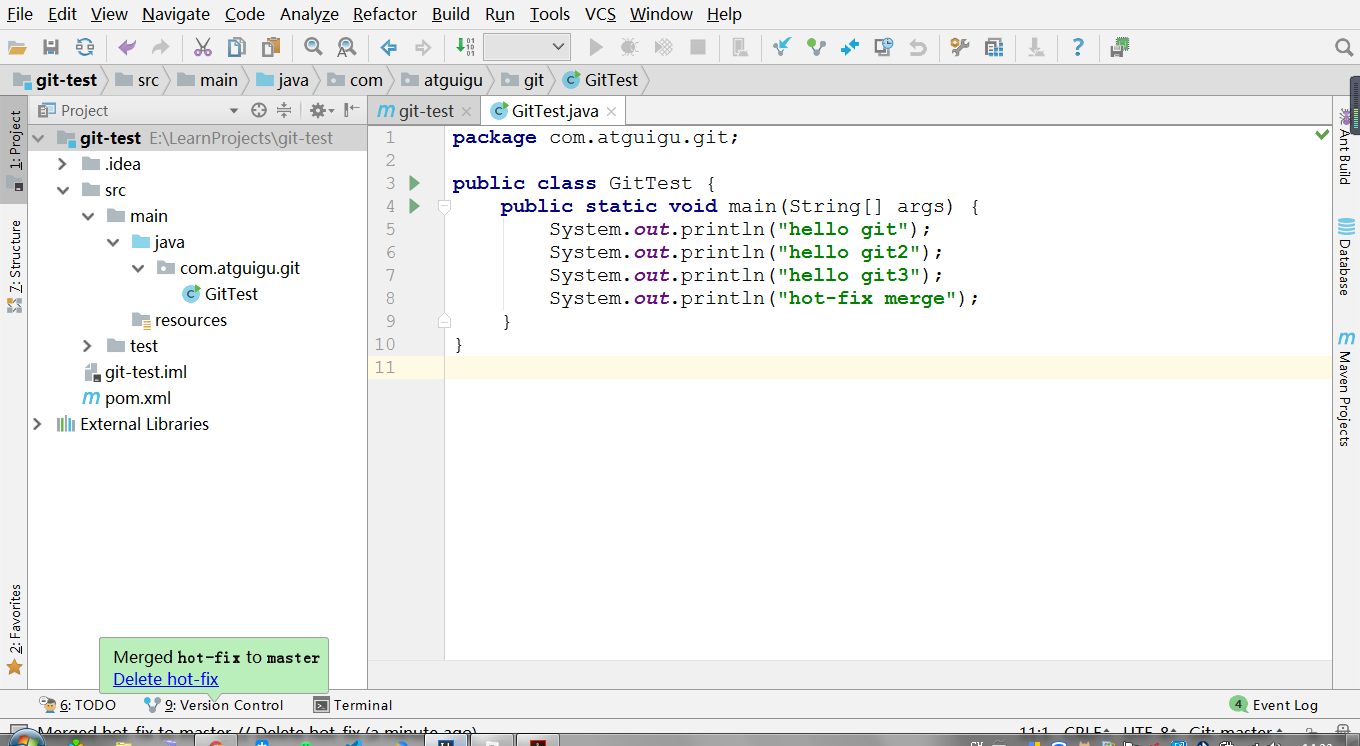 File Edit View Navigate Code Analyze Refactor Build Run Tools VCS Window Help
git-test src main java com atguigu git GitTest
Project
git-test GitTest.java
1: Project
Z: Structure
2: Favorites
git-test E:\LearnProjects\git-test
.idea
src
main
java
com.atguigu.git
GitTest
resources
test
git-test.iml
pom.xml
External Libraries
1 package com.atguigu.git;
2
3 public class GitTest {
4 public static void main(String[] args) {
5 System.out.println("hello git");
6 System.out.println("hello git2");
7 System.out.println("hello git3");
8 System.out.println("hot-fix merge");
9 }
10 }
11
Ant Build
Database
Maven Projects
Merged hot-fix to master
Delete hot-fix
6: TODO 9: Version Control Terminal 4 Event Log
Merged hot-fix to master // Delete hot-fix (a minute ago) 11:1 CRLF UTF-8 Git: master